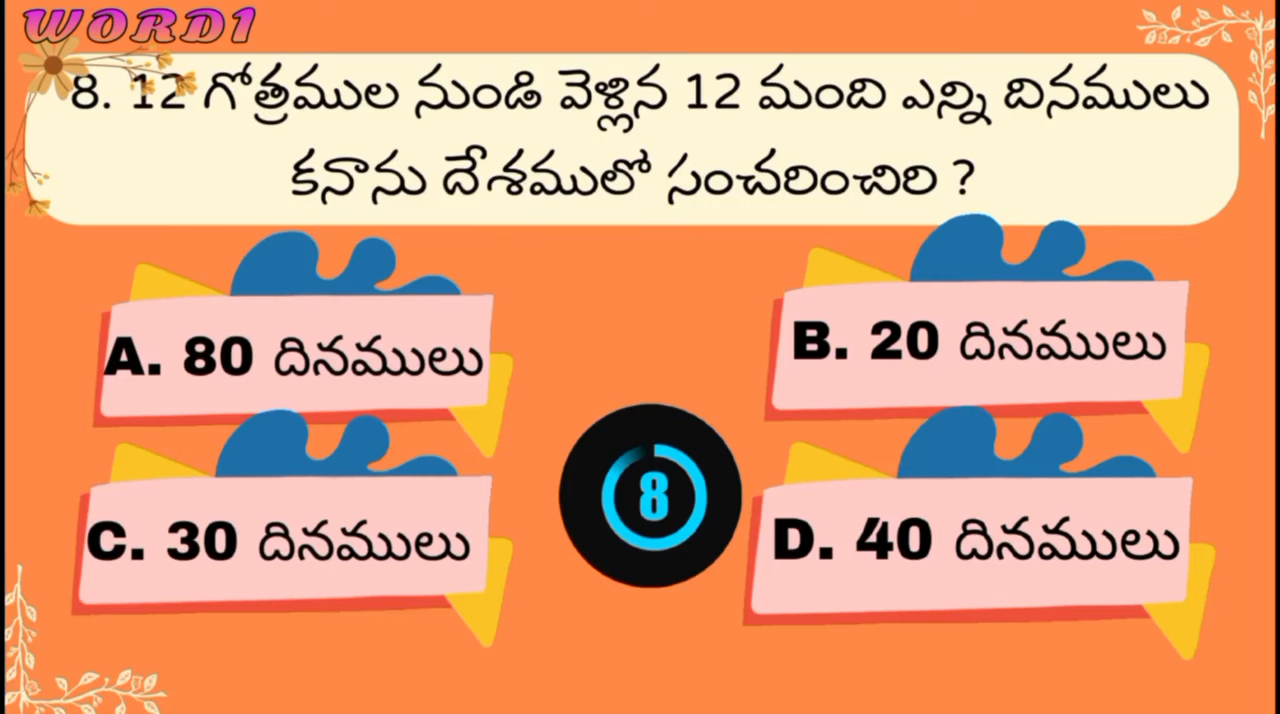 WORD1
8. 12 గోత్రముల నుండి వెళ్లిన 12 మంది ఎన్ని దినములు
కనాను దేశములో సంచరించిరి ?
A. 80 దినములు
B. 20 దినములు
C. 30 దినములు
8
D. 40 దినములు